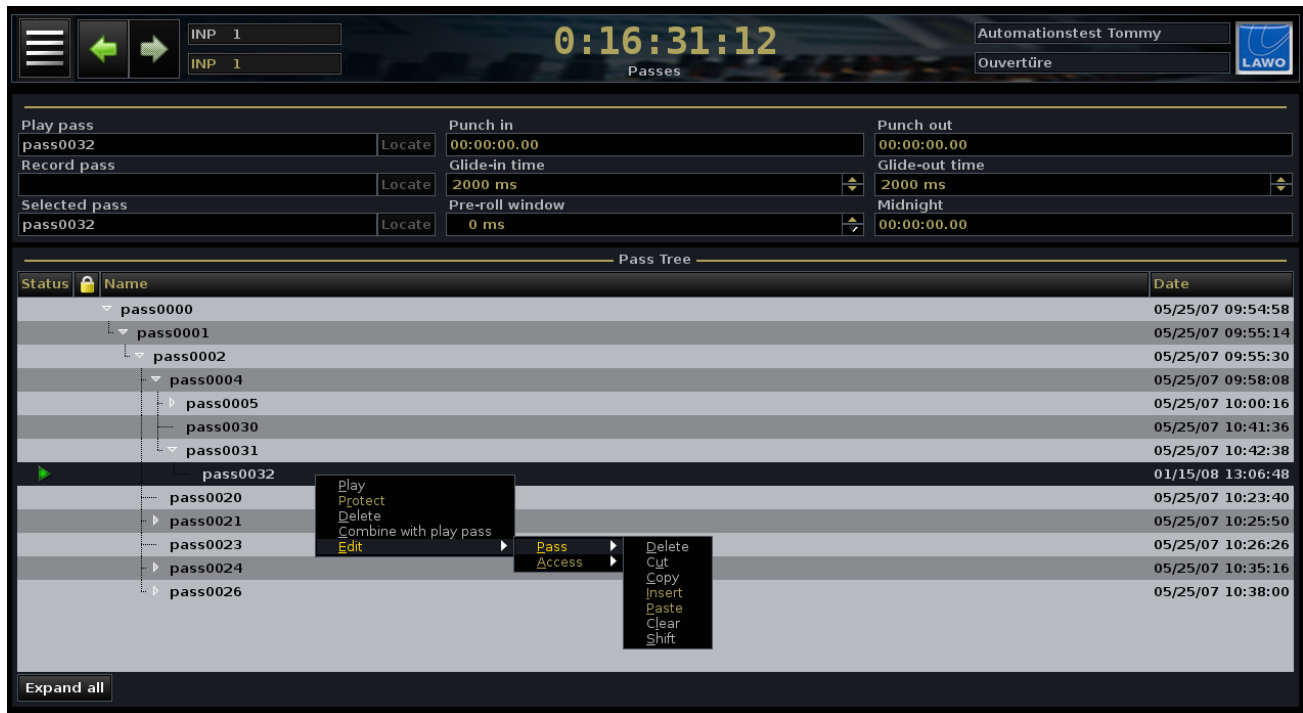 INP 1
INP 1
0:16:31:12
Passes
Automationstest Tommy
Ouvertüre
LAWO
Play pass
Punch in
Punch out
pass0032 Locate 00:00:00.00 00:00:00.00
Record pass
Glide-in time
Glide-out time
Locate 2000 ms 2000 ms
Selected pass
Pre-roll window
Midnight
pass0032 Locate 0 ms 00:00:00.00
Pass Tree
Status Name Date
pass0000 05/25/07 09:54:58
pass0001 05/25/07 09:55:14
pass0002 05/25/07 09:55:30
pass0004 05/25/07 09:58:08
pass0005 05/25/07 10:00:16
pass0030 05/25/07 10:41:36
pass0031 05/25/07 10:42:38
pass0032 01/15/08 13:06:48
pass0020 05/25/07 10:23:40
pass0021 05/25/07 10:25:50
pass0023 05/25/07 10:26:26
pass0024 05/25/07 10:35:16
pass0026 05/25/07 10:38:00
Play
Protect
Delete
Combine with play pass
Edit
Pass
Access
Delete
Cut
Copy
Insert
Paste
Clear
Shift
Expand all